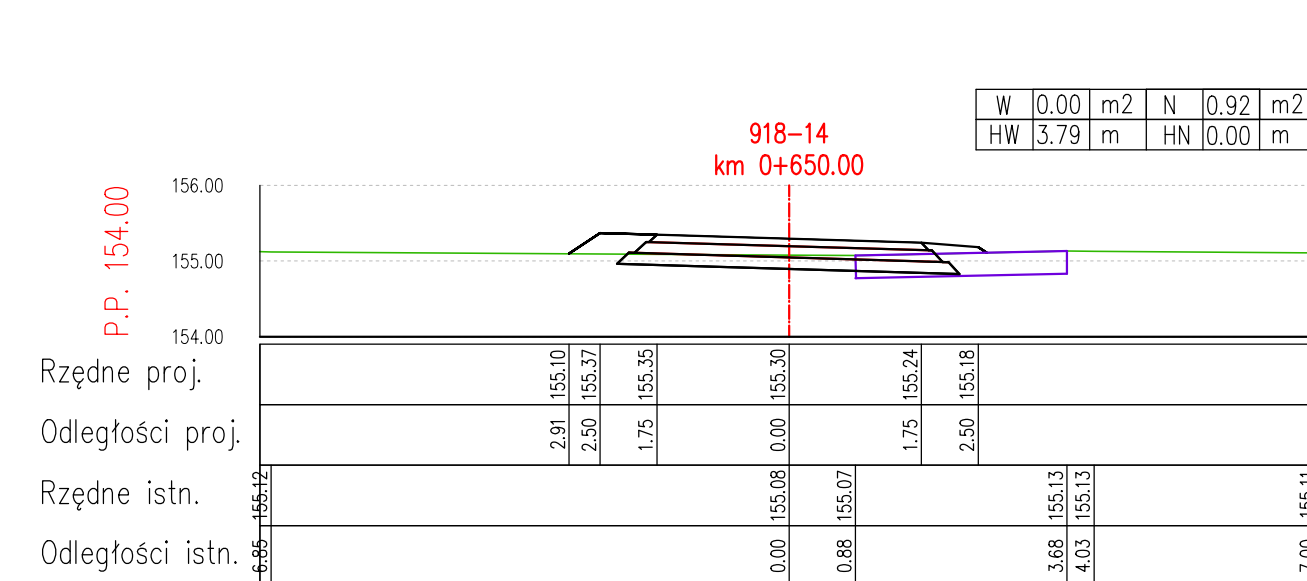 W 0.00 m2 N 0.92 m2
HW 3.79 m HN 0.00 m
918-14
km 0+650.00
P.P. 154.00
156.00
155.00
154.00
Rzędne proj. 155.10 155.37 155.35 155.30 155.24 155.18
Odległości proj. 2.91 2.50 1.75 0.00 1.75 2.50
Rzędne istn. 155.12 155.08 155.07 155.13 155.13 155.11
Odległości istn. 6.85 0.00 0.88 3.68 4.03 7.00